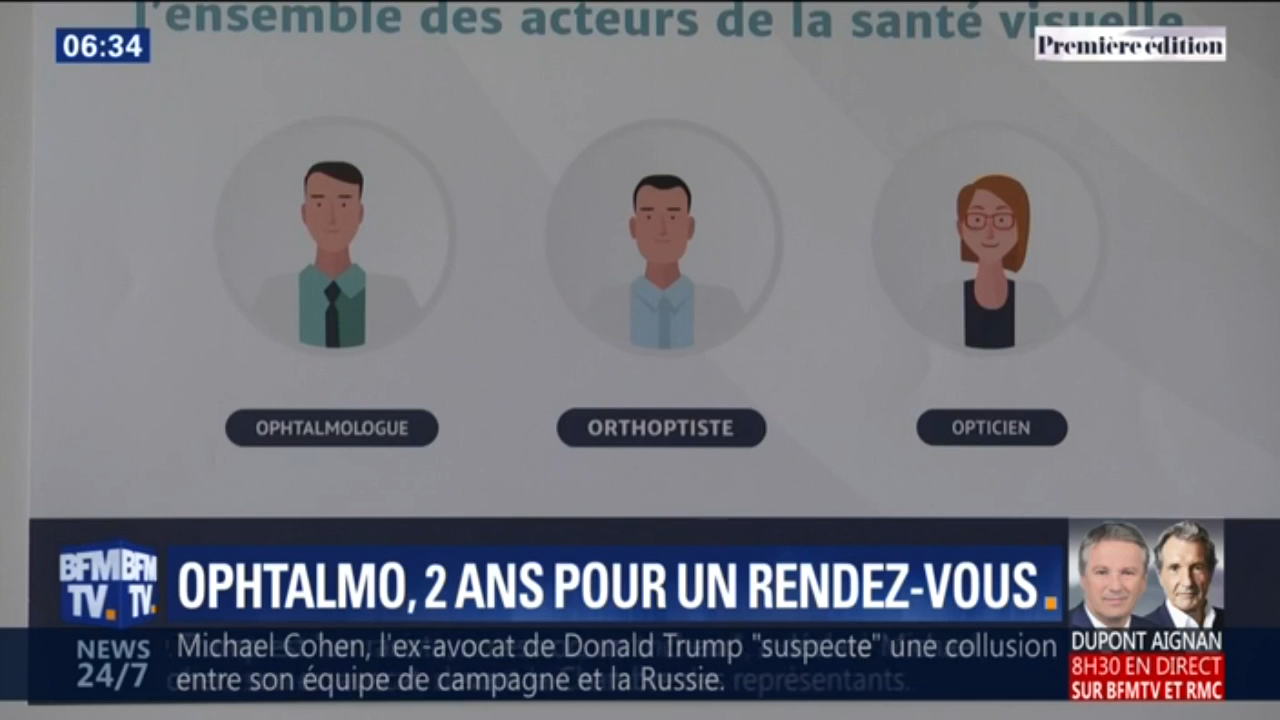 l'ensemble des acteurs de la santé visuelle
06:34
Première édition
OPHTALMOLOGUE
ORTHOPTISTE
OPTICIEN
BFM BFM
TV. TV.
OPHTALMO, 2 ANS POUR UN RENDEZ-VOUS
NEWS
24/7
Michael Cohen, l'ex-avocat de Donald Trump "suspecte" une collusion
entre son équipe de campagne et la Russie.
représentants.
DUPONT AIGNAN
8H30 EN DIRECT
SUR BFMTV ET RMC